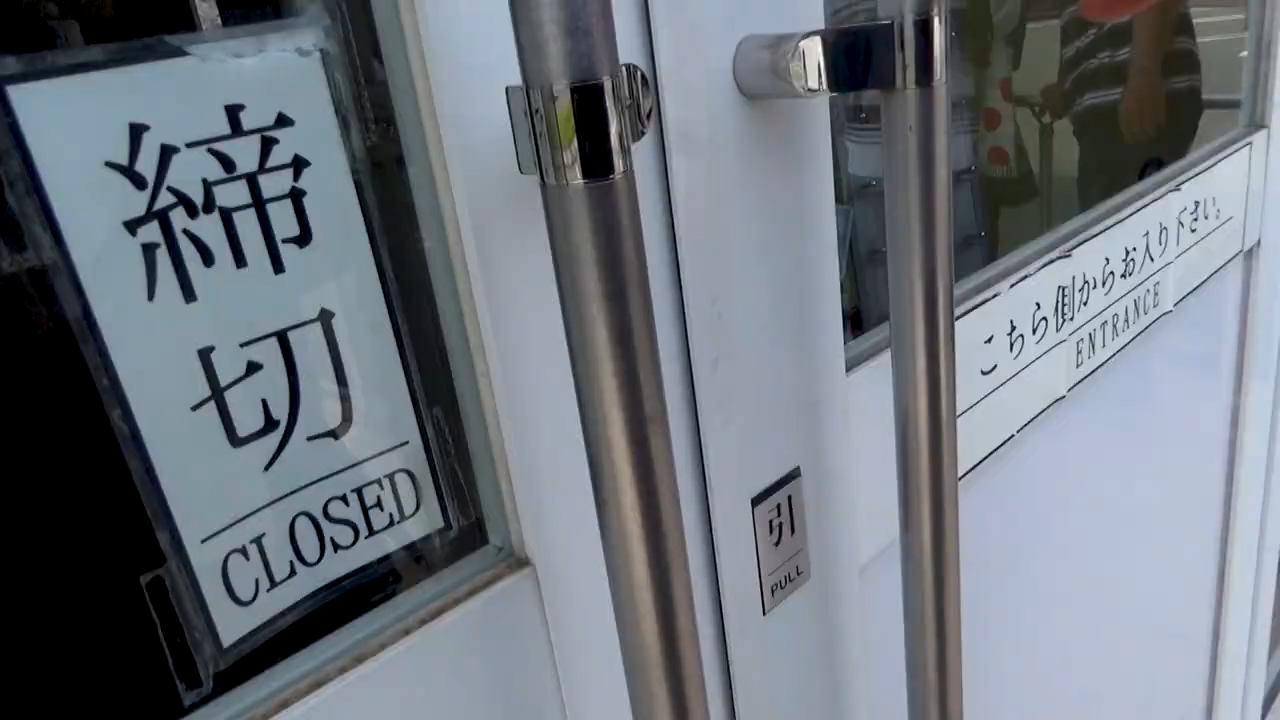 締
切
CLOSED
引
PULL
こちら側からお入り下さい。
ENTRANCE